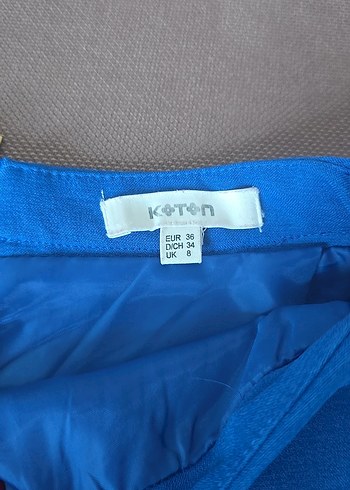 KOTON
EUR 36
D/CH 34
UK 8